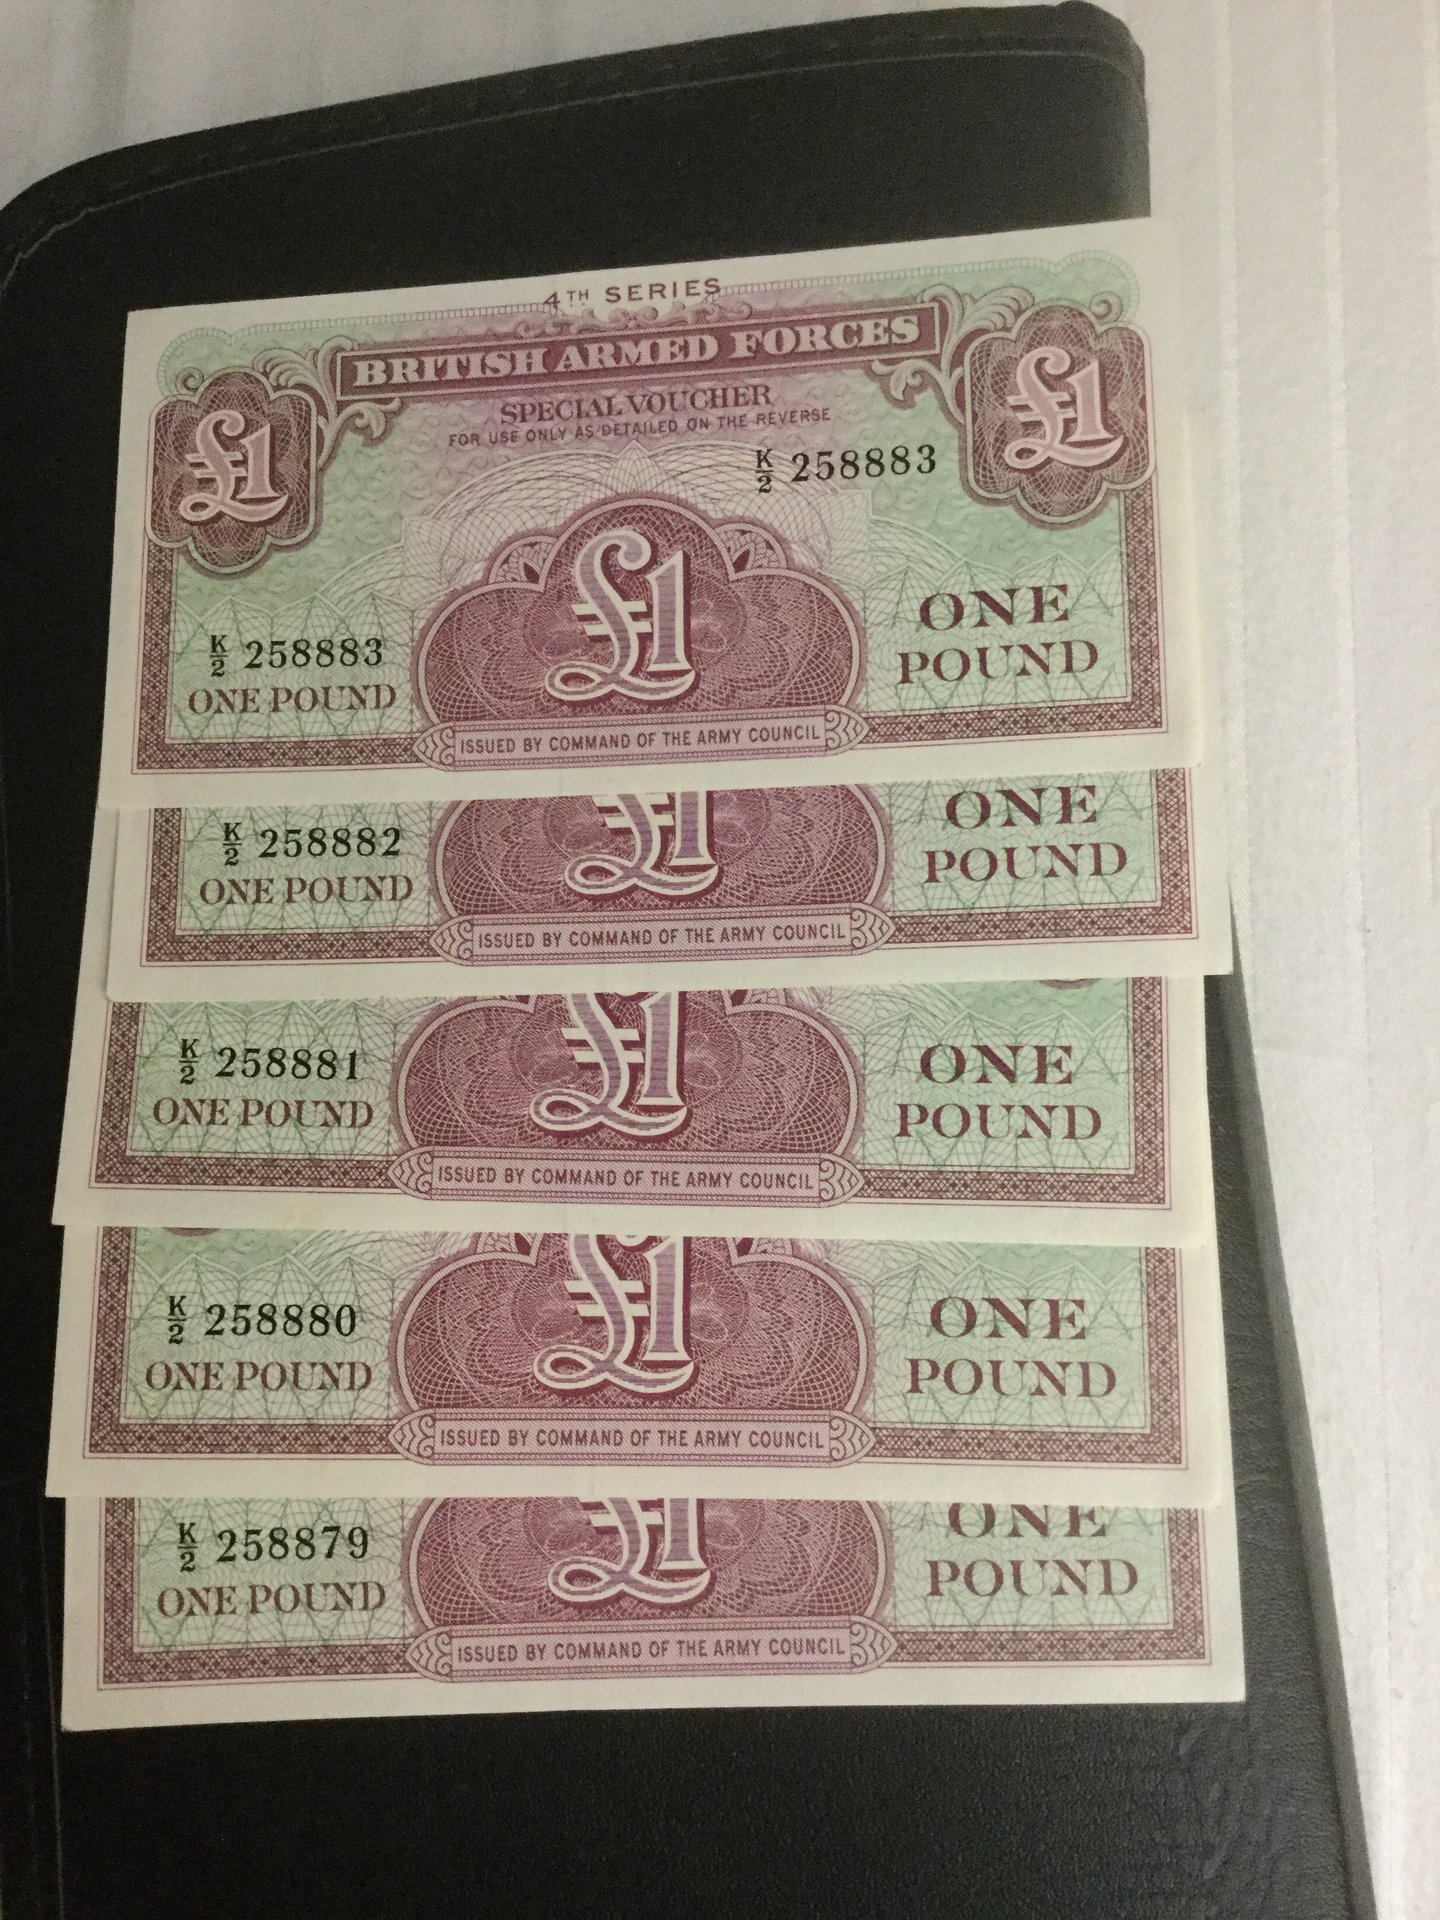 4TH SERIES
BRITISH ARMED FORCES
£1 £1
SPECIAL VOUCHER
FOR USE ONLY AS DETAILED ON THE REVERSE
K/2 258883
£1
ONE
POUND
K/2 258883
ONE POUND
ISSUED BY COMMAND OF THE ARMY COUNCIL
£1
ONE
POUND
K/2 258882
ONE POUND
ISSUED BY COMMAND OF THE ARMY COUNCIL
£1
ONE
POUND
K/2 258881
ONE POUND
ISSUED BY COMMAND OF THE ARMY COUNCIL
£1
ONE
POUND
K/2 258880
ONE POUND
ISSUED BY COMMAND OF THE ARMY COUNCIL
£1
ONE
POUND
K/2 258879
ONE POUND
ISSUED BY COMMAND OF THE ARMY COUNCIL